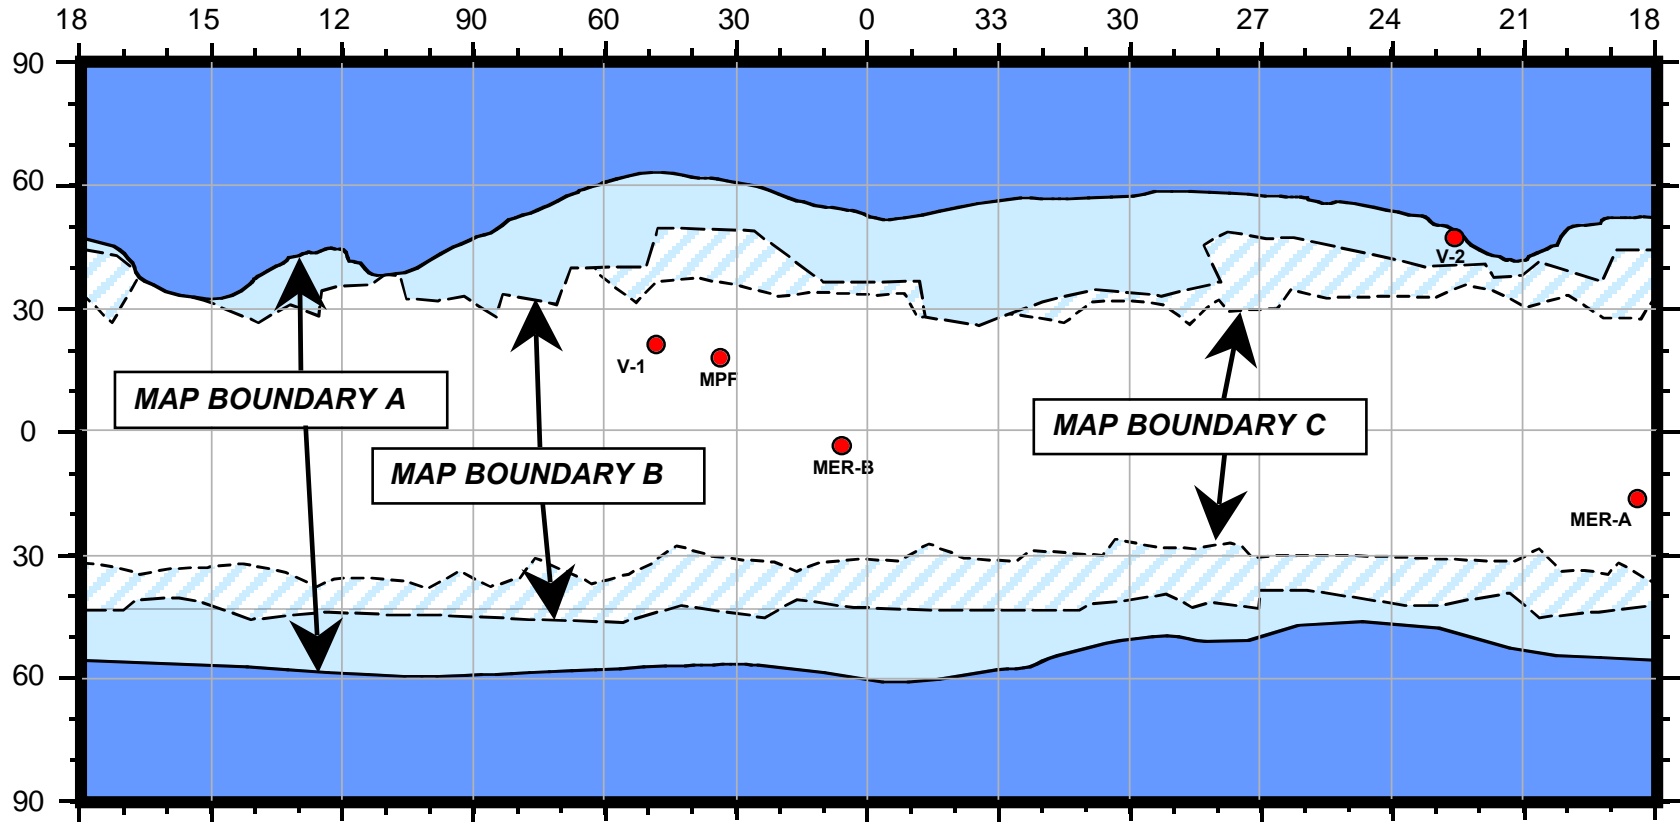 18 15 12 90 60 30 0 33 30 27 24 21 18
90
60
V-2
30
V-1
MPF
MAP BOUNDARY A
MAP BOUNDARY C
0
MER-B
MAP BOUNDARY B
MER-A
30
60
90